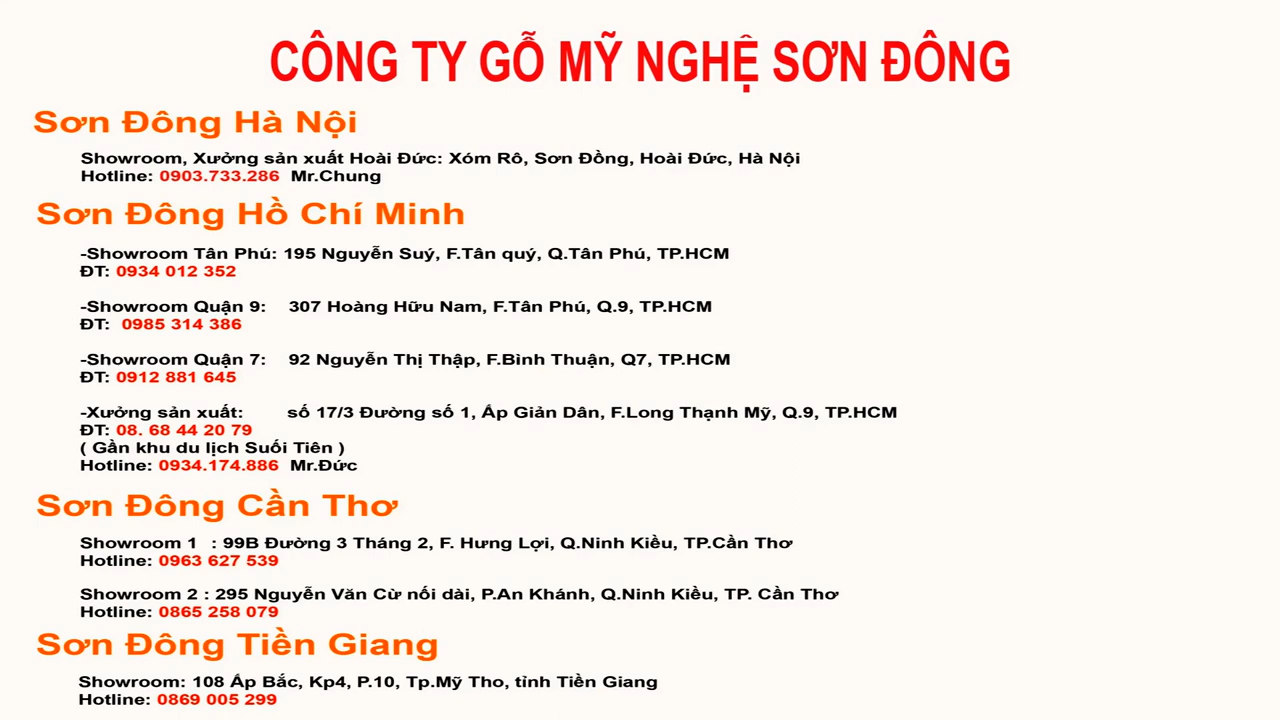 CÔNG TY GỖ MỸ NGHỆ SƠN ĐÔNG
Sơn Đông Hà Nội
Showroom, Xưởng sản xuất Hoài Đức: Xóm Rô, Sơn Đồng, Hoài Đức, Hà Nội
Hotline: 0903.733.286 Mr.Chung
Sơn Đông Hồ Chí Minh
-Showroom Tân Phú: 195 Nguyễn Suý, F.Tân quý, Q.Tân Phú, TP.HCM
ĐT: 0934 012 352
-Showroom Quận 9: 307 Hoàng Hữu Nam, F.Tân Phú, Q.9, TP.HCM
ĐT: 0985 314 386
-Showroom Quận 7: 92 Nguyễn Thị Thập, F.Bình Thuận, Q7, TP.HCM
ĐT: 0912 881 645
-Xưởng sản xuất: số 17/3 Đường số 1, Ấp Giản Dân, F.Long Thạnh Mỹ, Q.9, TP.HCM
ĐT: 08. 68 44 20 79
( Gần khu du lịch Suối Tiên )
Hotline: 0934.174.886 Mr.Đức
Sơn Đông Cần Thơ
Showroom 1 : 99B Đường 3 Tháng 2, F. Hưng Lợi, Q.Ninh Kiều, TP.Cần Thơ
Hotline: 0963 627 539
Showroom 2 : 295 Nguyễn Văn Cừ nối dài, P.An Khánh, Q.Ninh Kiều, TP. Cần Thơ
Hotline: 0865 258 079
Sơn Đông Tiền Giang
Showroom: 108 Ấp Bắc, Kp4, P.10, Tp.Mỹ Tho, tỉnh Tiền Giang
Hotline: 0869 005 299